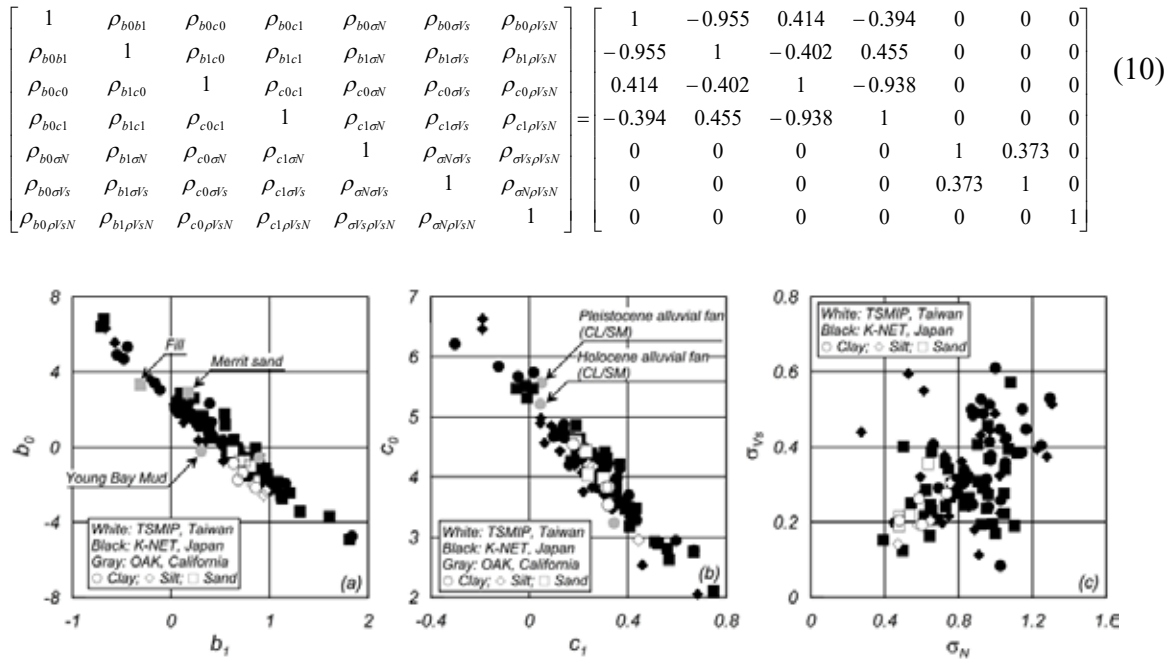 1 ρb0b1 ρb0c0 ρb0c1 ρb0σN ρb0σVs ρb0ρVsN 1 −0.955 0.414 −0.394 0 0 0
ρb0b1 1 ρb1c0 ρb1c1 ρb1σN ρb1σVs ρb1ρVsN −0.955 1 −0.402 0.455 0 0 0
ρb0c0 ρb1c0 1 ρc0c1 ρc0σN ρc0σVs ρc0ρVsN 0.414 −0.402 1 −0.938 0 0 0
ρb0c1 ρb1c1 ρc0c1 1 ρc1σN ρc1σVs ρc1ρVsN = −0.394 0.455 −0.938 1 0 0 0
ρb0σN ρb1σN ρc0σN ρc1σN 1 ρσNσVs ρσVsρVsN 0 0 0 0 1 0.373 0
ρb0σVs ρb1σVs ρc0σVs ρc1σVs ρσNσVs 1 ρσNρVsN 0 0 0 0 0.373 1 0
ρb0ρVsN ρb1ρVsN ρc0ρVsN ρc1ρVsN ρσVsρVsN ρσNρVsN 1 0 0 0 0 0 0 1
(10)
8
4
0
-4
-8
b0
Fill
Merrit sand
Young Bay Mud
White: TSMIP, Taiwan
Black: K-NET, Japan
Gray: OAK, California
Clay; Silt; Sand
(a)
-1 0 1 2
b1
7
6
5
4
3
2
c0
Pleistocene alluvial fan
(CL/SM)
Holocene alluvial fan
(CL/SM)
White: TSMIP, Taiwan
Black: K-NET, Japan
Gray: OAK, California
Clay; Silt; Sand
(b)
-0.4 0 0.4 0.8
c1
0.8
0.6
0.4
0.2
0
σVs
White: TSMIP, Taiwan
Black: K-NET, Japan
Clay; Silt; Sand
(c)
0 0.4 0.8 1.2 1.6
σN